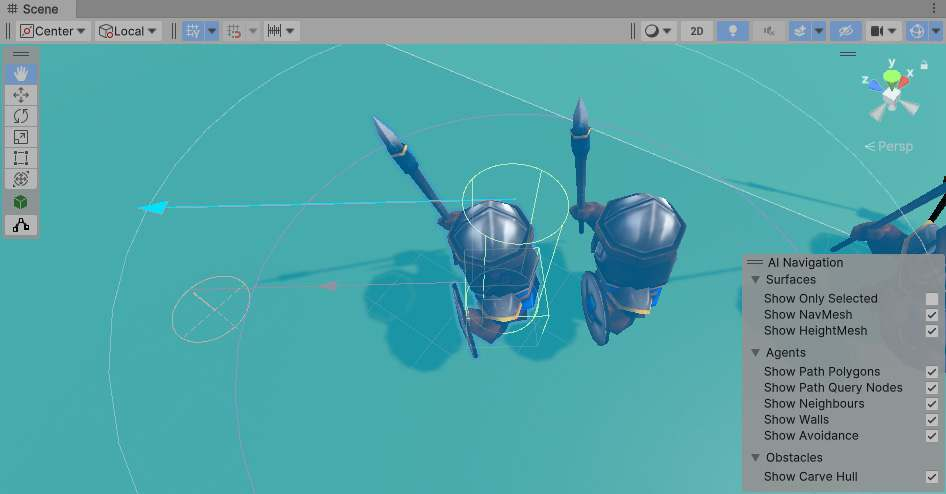 Scene
Center
Local
2D
y
x
z
Persp
AI Navigation
Surfaces
Show Only Selected
Show NavMesh
Show HeightMesh
Agents
Show Path Polygons
Show Path Query Nodes
Show Neighbours
Show Walls
Show Avoidance
Obstacles
Show Carve Hull